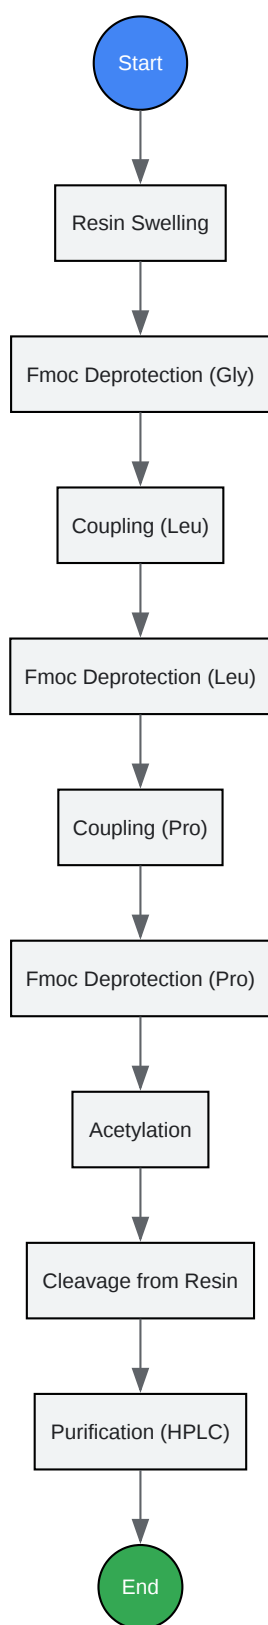 Start
Resin Swelling
Fmoc Deprotection (Gly)
Coupling (Leu)
Fmoc Deprotection (Leu)
Coupling (Pro)
Fmoc Deprotection (Pro)
Acetylation
Cleavage from Resin
Purification (HPLC)
End